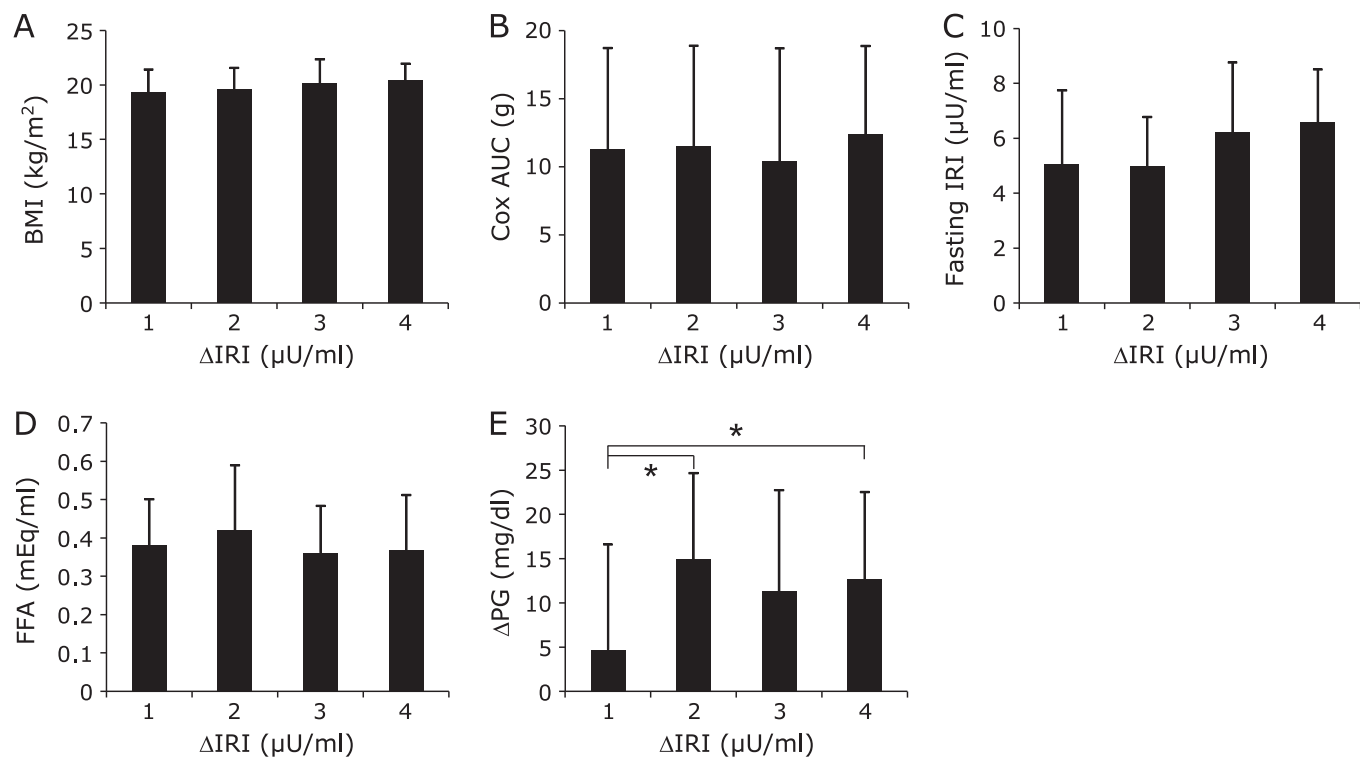 A
BMI (kg/m²)
25
20
15
10
5
0
1 2 3 4
ΔIRI (µU/ml)
B
Cox AUC (g)
20
15
10
5
0
1 2 3 4
ΔIRI (µU/ml)
C
Fasting IRI (µU/ml)
10
8
6
4
2
0
1 2 3 4
ΔIRI (µU/ml)
D
FFA (mEq/ml)
0.7
0.6
0.5
0.4
0.3
0.2
0.1
0
1 2 3 4
ΔIRI (µU/ml)
E
ΔPG (mg/dl)
30
25
20
15
10
5
0
*
*
1 2 3 4
ΔIRI (µU/ml)